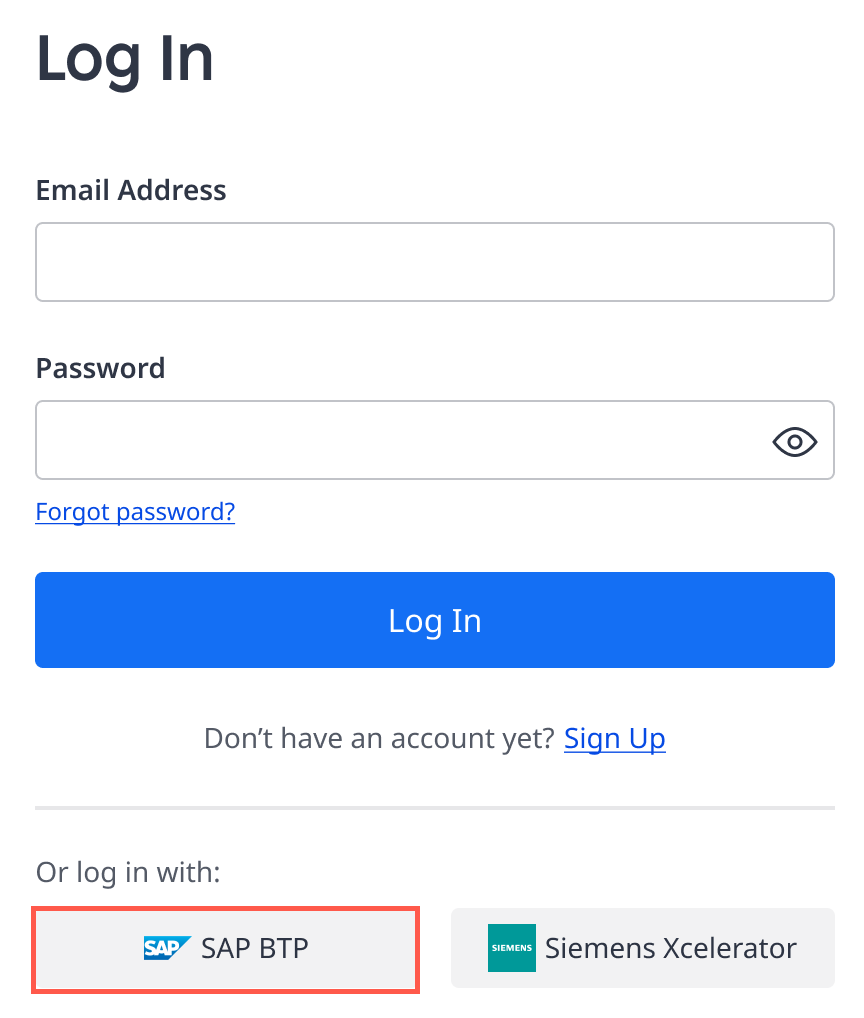 Log In
Email Address
Password
Forgot password?
Log In
Don’t have an account yet? Sign Up
Or log in with:
SAP SAP BTP
SIEMENS Siemens Xcelerator